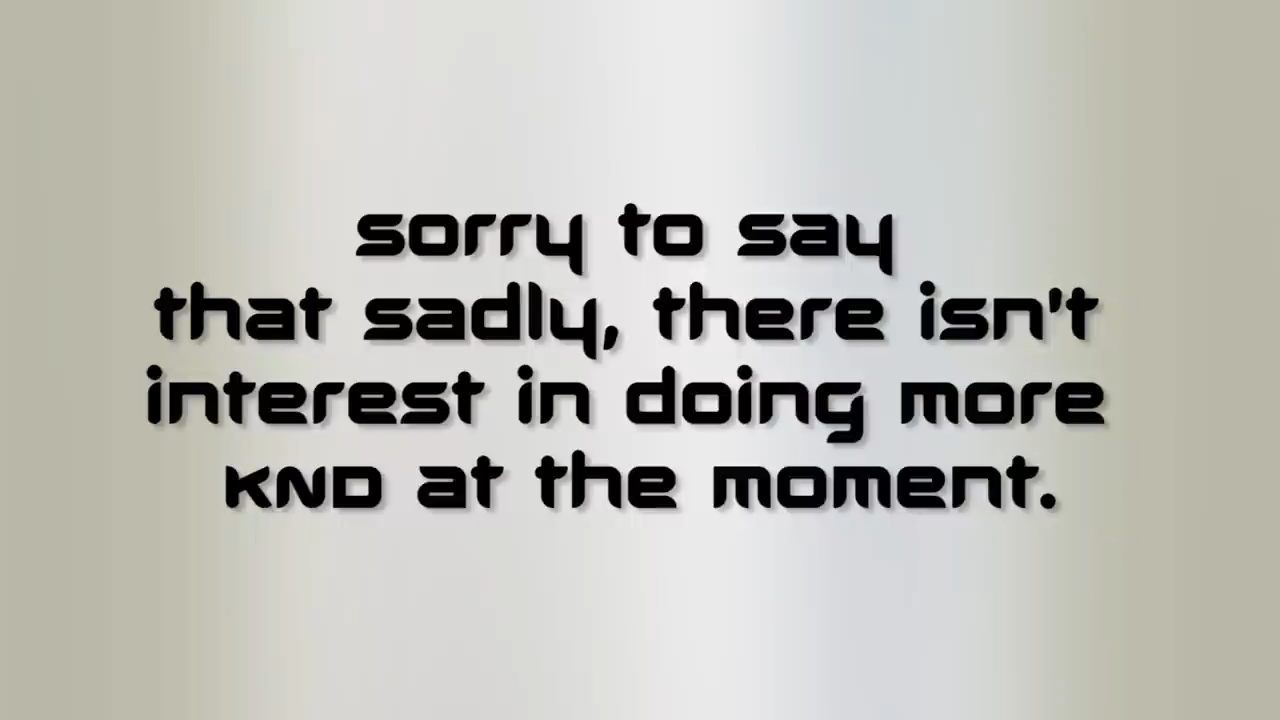 sorry to say
that sadly, there isn't
interest in doing more
KND at the moment.